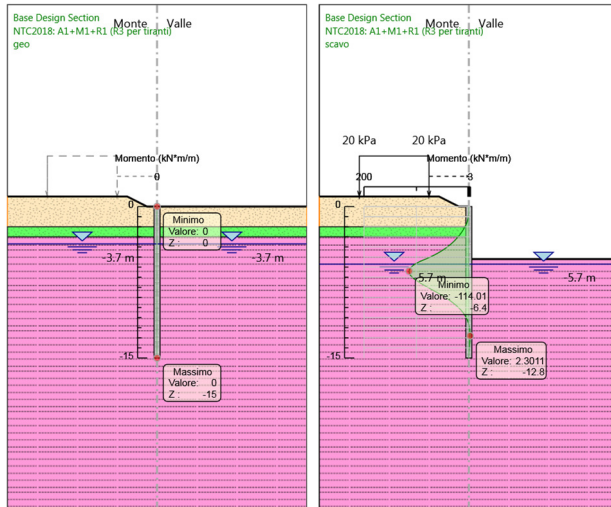 Base Design Section
NTC2018: A1+M1+R1 (R3 per tiranti)
geo
Monte Valle
Momento (kN*m/m)
0
0
Minimo
Valore: 0
Z : 0
-3.7 m
-3.7 m
-15
Massimo
Valore: 0
Z : -15
Base Design Section
NTC2018: A1+M1+R1 (R3 per tiranti)
scavo
Monte Valle
20 kPa
20 kPa
Momento (kN*m/m)
200
3
0
-5.7 m
-5.7 m
Minimo
Valore: -114.01
Z : -6.4
-15
Massimo
Valore: 2.3011
Z : -12.8